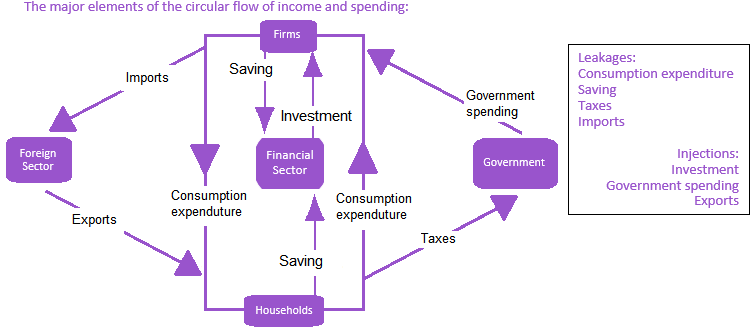 The major elements of the circular flow of income and spending:
Firms
Imports
Saving
Investment
Government
spending
Foreign
Sector
Financial
Sector
Government
Consumption
expenduture
Consumption
expenduture
Exports
Saving
Taxes
Households
Leakages:
Consumption expenditure
Saving
Taxes
Imports
Injections:
Investment
Government spending
Exports